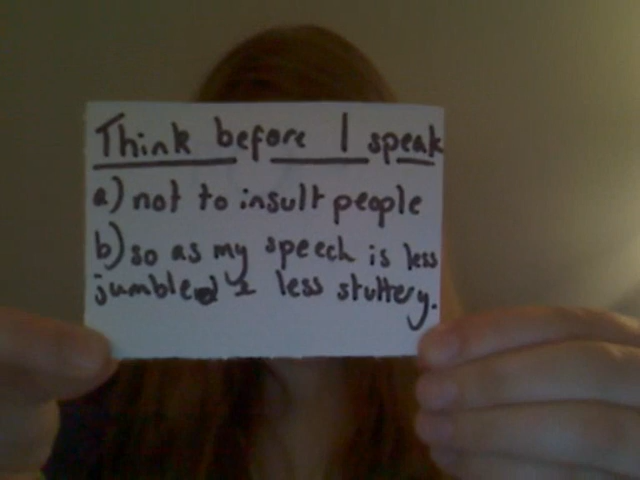 Think before I speak
a) not to insult people
b) so as my speech is less
jumbled & less stuttery.